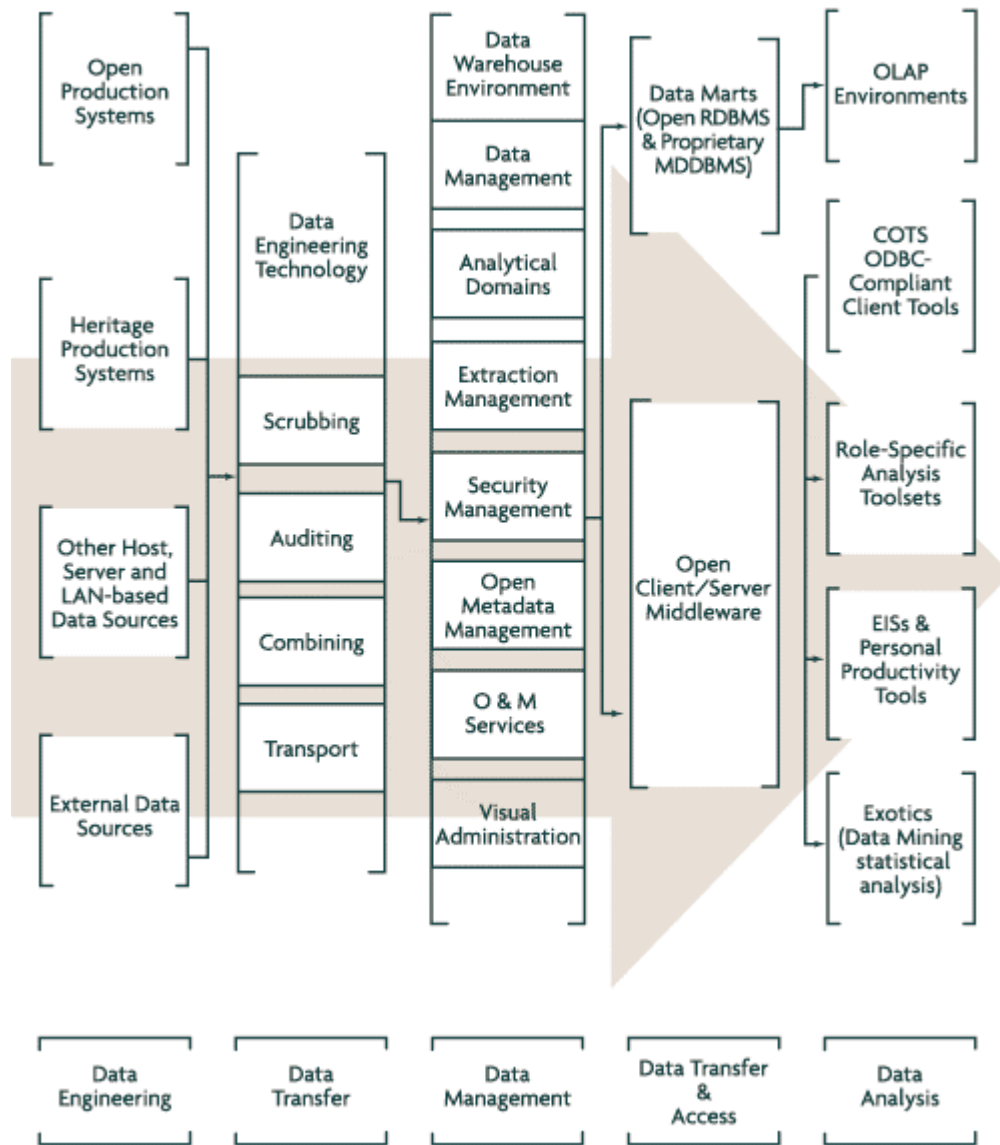 Open
Production
Systems
Heritage
Production
Systems
Other Host,
Server and
LAN-based
Data Sources
External Data
Sources
Data
Engineering
Technology
Scrubbing
Auditing
Combining
Transport
Data
Warehouse
Environment
Data
Management
Analytical
Domains
Extraction
Management
Security
Management
Open
Metadata
Management
O & M
Services
Visual
Administration
Data Marts
(Open RDBMS
& Proprietary
MDDBMS)
Open
Client/Server
Middleware
OLAP
Environments
COTS
ODBC-
Compliant
Client Tools
Role-Specific
Analysis
Toolsets
EISs &
Personal
Productivity
Tools
Exotics
(Data Mining
statistical
analysis)
Data
Engineering
Data
Transfer
Data
Management
Data Transfer
&
Access
Data
Analysis